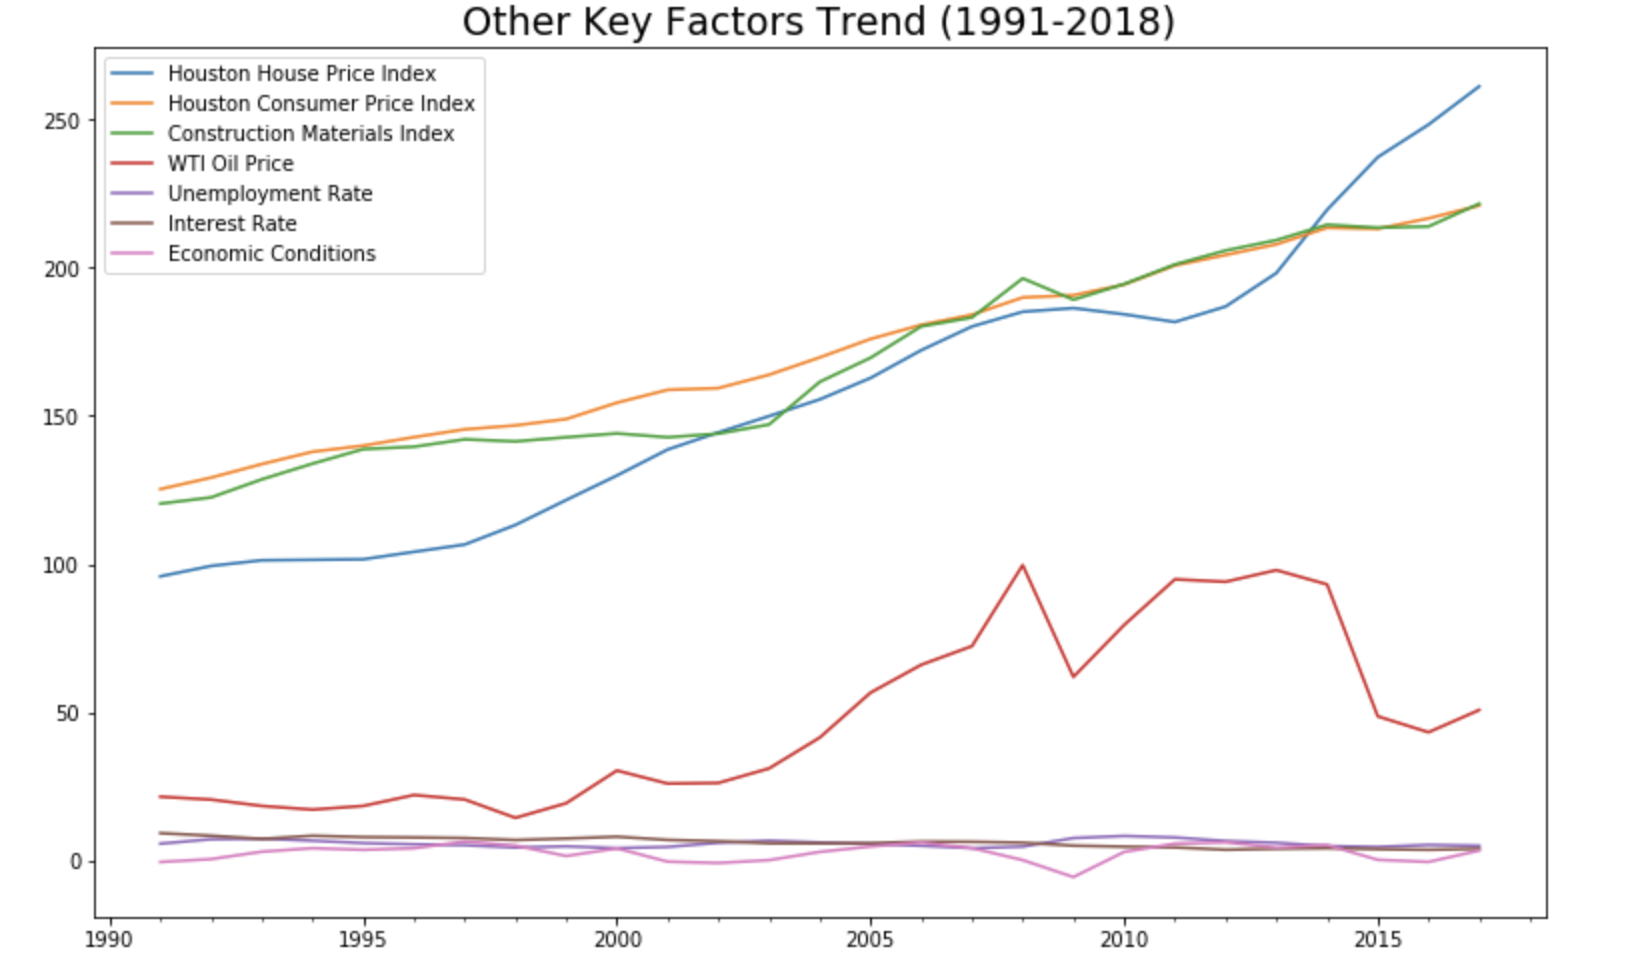 Other Key Factors Trend (1991-2018)
Houston House Price Index
Houston Consumer Price Index
Construction Materials Index
WTI Oil Price
Unemployment Rate
Interest Rate
Economic Conditions
250
200
150
100
50
0
1990 1995 2000 2005 2010 2015